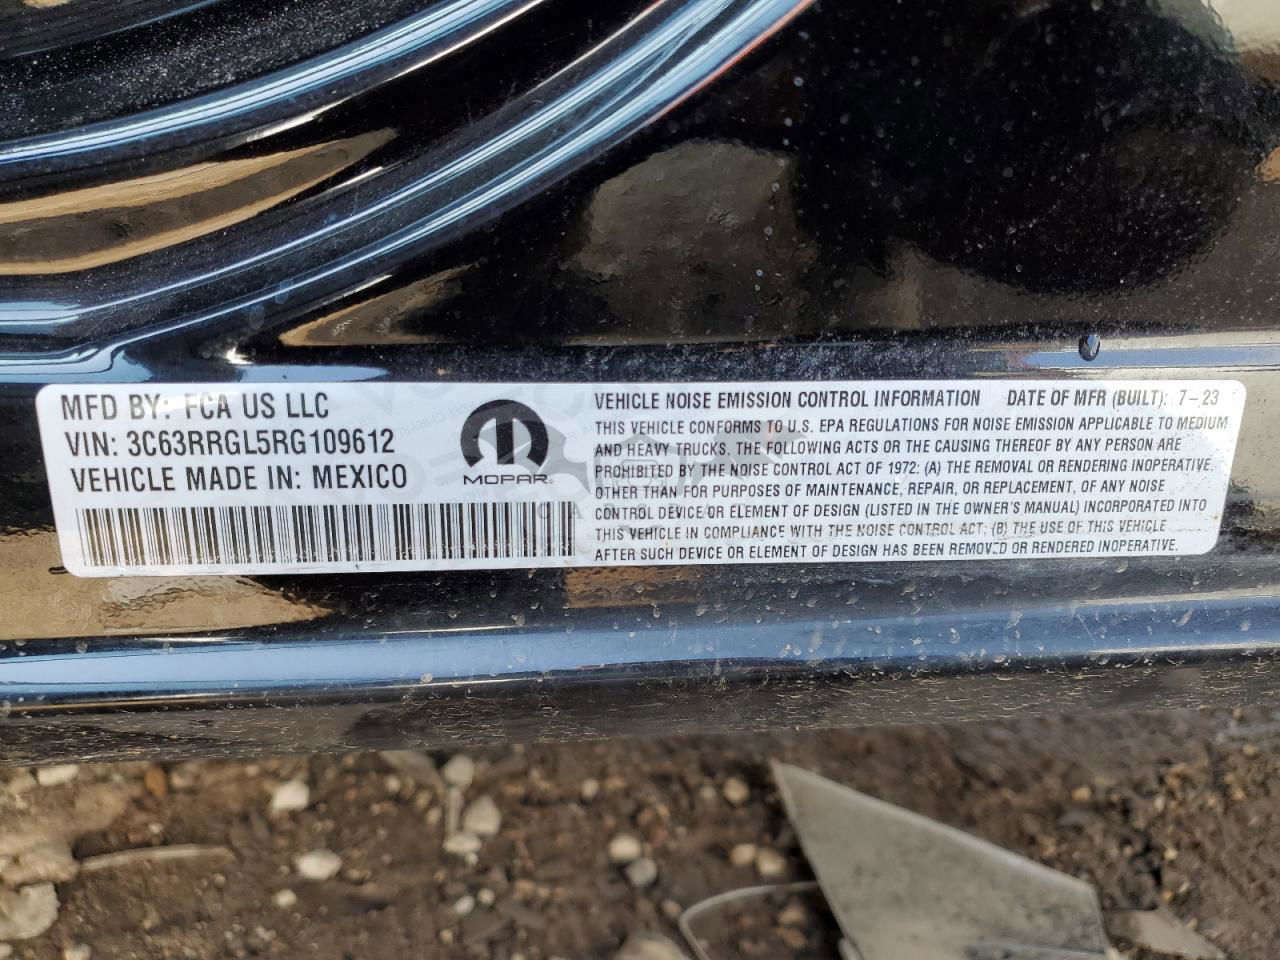 MFD BY: FCA US LLC
VIN: 3C63RRGL5RG109612
VEHICLE MADE IN: MEXICO
MOPAR
VEHICLE NOISE EMISSION CONTROL INFORMATION DATE OF MFR (BUILT): 7-23
THIS VEHICLE CONFORMS TO U.S. EPA REGULATIONS FOR NOISE EMISSION APPLICABLE TO MEDIUM
AND HEAVY TRUCKS. THE FOLLOWING ACTS OR THE CAUSING THEREOF BY ANY PERSON ARE
PROHIBITED BY THE NOISE CONTROL ACT OF 1972: (A) THE REMOVAL OR RENDERING INOPERATIVE.
OTHER THAN FOR PURPOSES OF MAINTENANCE, REPAIR, OR REPLACEMENT, OF ANY NOISE
CONTROL DEVICE OR ELEMENT OF DESIGN (LISTED IN THE OWNER'S MANUAL) INCORPORATED INTO
THIS VEHICLE IN COMPLIANCE WITH THE NOISE CONTROL ACT; (B) THE USE OF THIS VEHICLE
AFTER SUCH DEVICE OR ELEMENT OF DESIGN HAS BEEN REMOVED OR RENDERED INOPERATIVE.